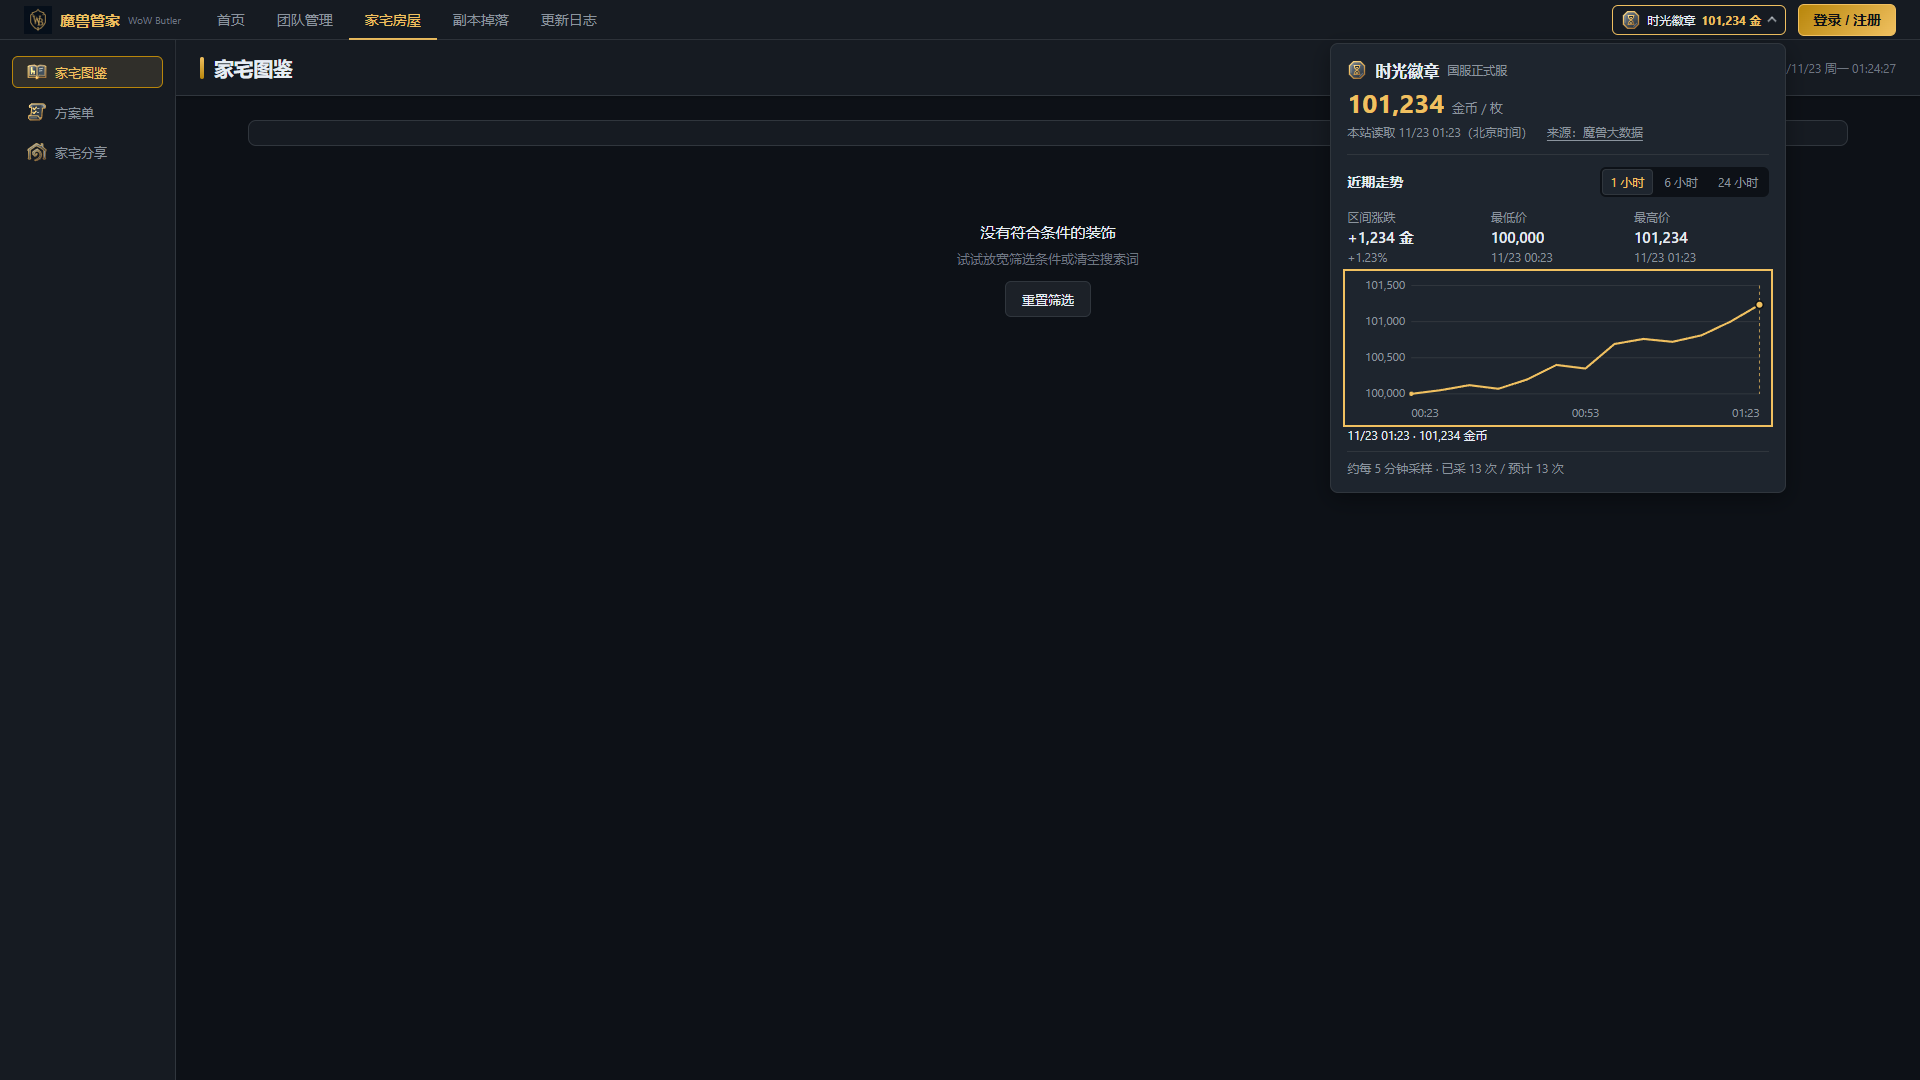 魔兽管家 WoW Butler 首页 团队管理 家宅房屋 副本掉落 更新日志 时光徽章 101,234 金 登录 / 注册
家宅图鉴
方案单
家宅分享
家宅图鉴
/11/23 周一 01:24:27
没有符合条件的装饰
试试放宽筛选条件或清空搜索词
重置筛选
时光徽章 国服正式服
101,234 金币 / 枚
本站读取 11/23 01:23（北京时间） 来源：魔兽大数据
近期走势 1 小时 6 小时 24 小时
区间涨跌 最低价 最高价
+1,234 金 100,000 101,234
+1.23% 11/23 00:23 11/23 01:23
101,500
101,000
100,500
100,000
00:23 00:53 01:23
11/23 01:23 · 101,234 金币
约每 5 分钟采样 · 已采 13 次 / 预计 13 次